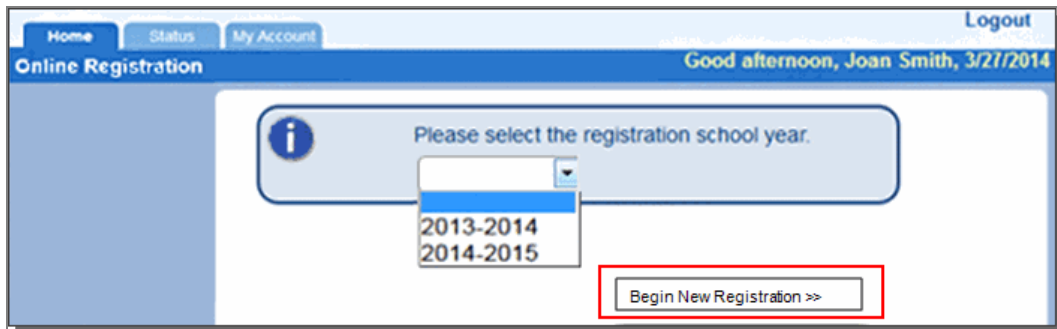 Logout
Home Status My Account
Online Registration Good afternoon, Joan Smith, 3/27/2014
i Please select the registration school year.
2013-2014
2014-2015
Begin New Registration >>